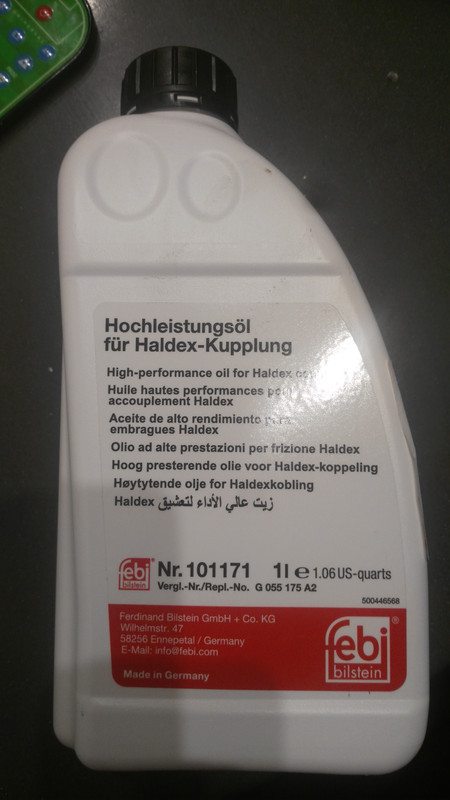 Hochleistungsöl
für Haldex-Kupplung
High-performance oil for Haldex
Huile hautes performances pour
accouplement Haldex
Aceite de alto rendimiento para
embragues Haldex
Olio ad alte prestazioni per frizione Haldex
Hoog presterende olie voor Haldex-koppeling
Høytytende olje for Haldexkobling
زيت عالي الأداء لتعشيق Haldex
febi® Nr. 101171 1l e 1.06 US-quarts
bilstein
Vergl.-Nr./Repl.-No. G 055 175 A2
500446568
Ferdinand Bilstein GmbH + Co. KG
Wilhelmstr. 47
58256 Ennepetal / Germany
E-Mail: info@febi.com
Made in Germany
febi®
bilstein